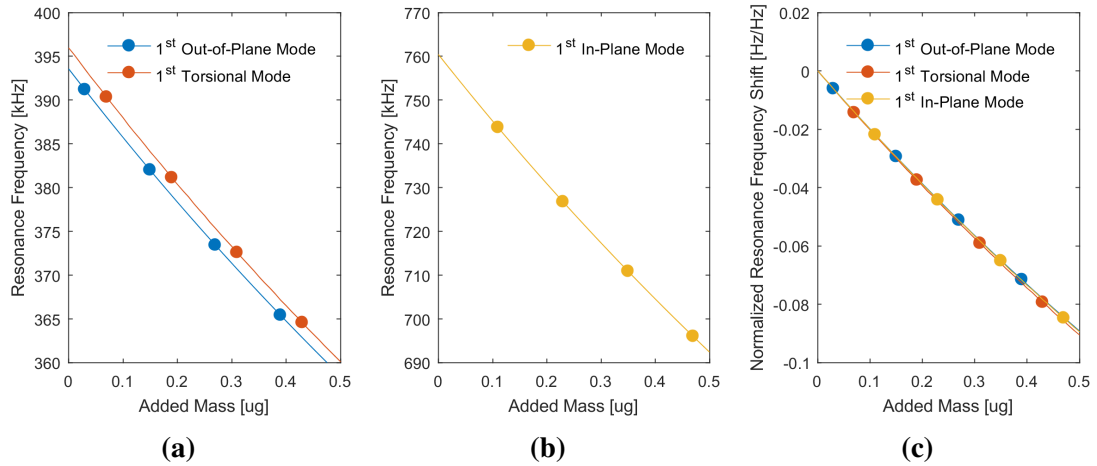 Resonance Frequency [kHz]
400
395
390
385
380
375
370
365
360
1st Out-of-Plane Mode
1st Torsional Mode
0 0.1 0.2 0.3 0.4 0.5
Added Mass [ug]
(a)
Resonance Frequency [kHz]
770
760
750
740
730
720
710
700
690
1st In-Plane Mode
0 0.1 0.2 0.3 0.4 0.5
Added Mass [ug]
(b)
Normalized Resonance Frequency Shift [Hz/Hz]
0.02
0
-0.02
-0.04
-0.06
-0.08
-0.1
1st Out-of-Plane Mode
1st Torsional Mode
1st In-Plane Mode
0 0.1 0.2 0.3 0.4 0.5
Added Mass [ug]
(c)